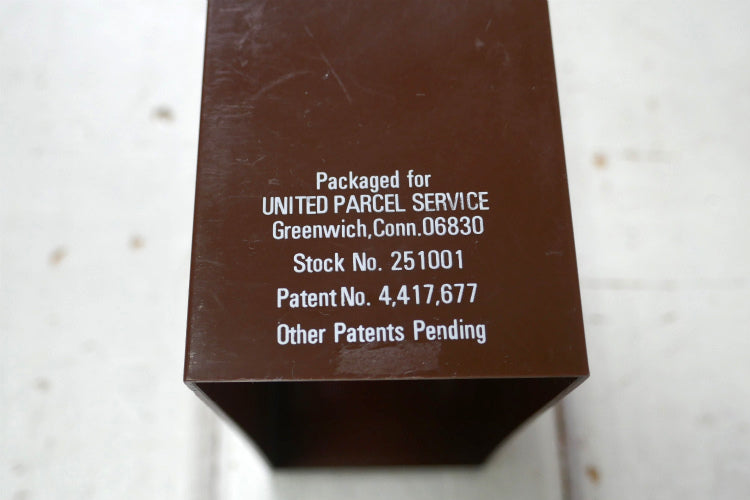 Packaged for
UNITED PARCEL SERVICE
Greenwich,Conn.06830
Stock No. 251001
Patent No. 4,417,677
Other Patents Pending